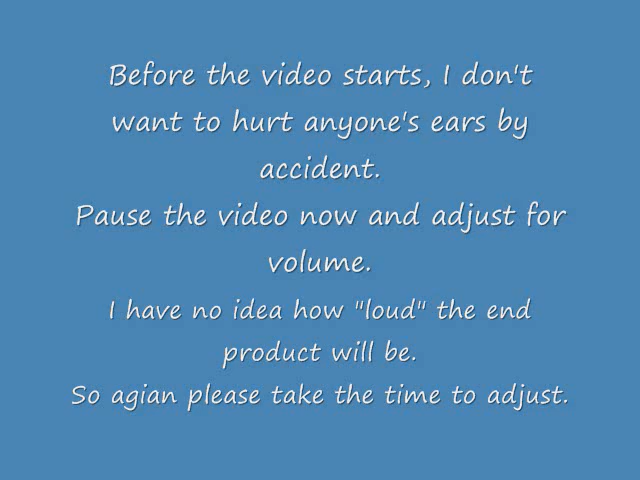 Before the video starts, I don't
want to hurt anyone's ears by
accident.
Pause the video now and adjust for
volume.
I have no idea how "loud" the end
product will be.
So agian please take the time to adjust.